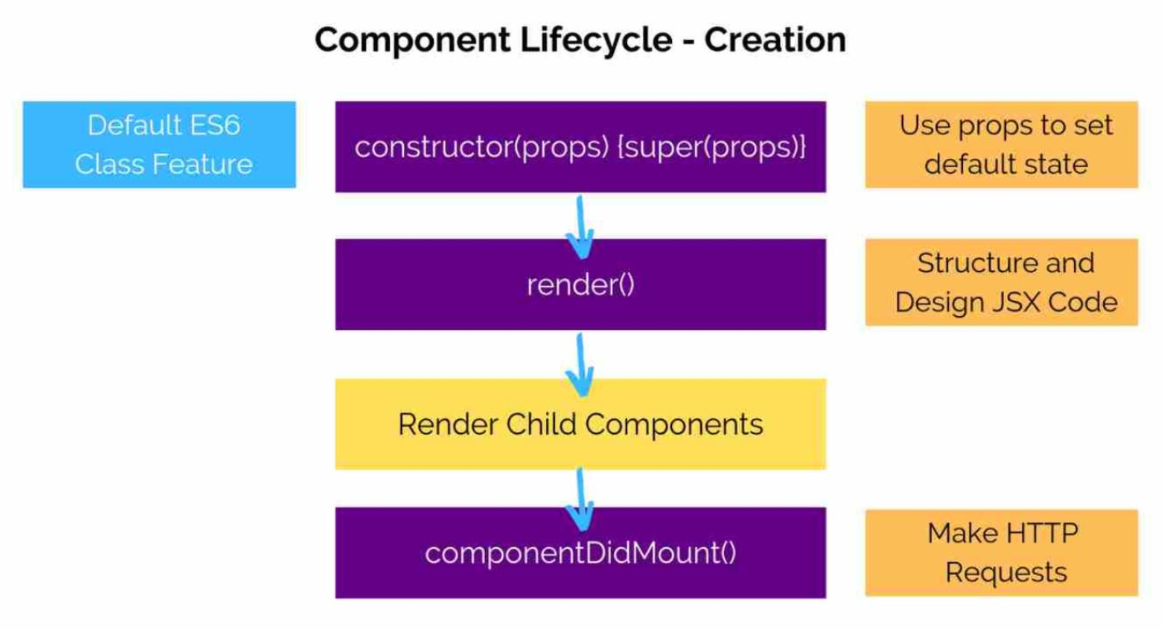 Component Lifecycle - Creation
Default ES6
Class Feature
constructor(props) {super(props)}
Use props to set
default state
render()
Structure and
Design JSX Code
Render Child Components
componentDidMount()
Make HTTP
Requests